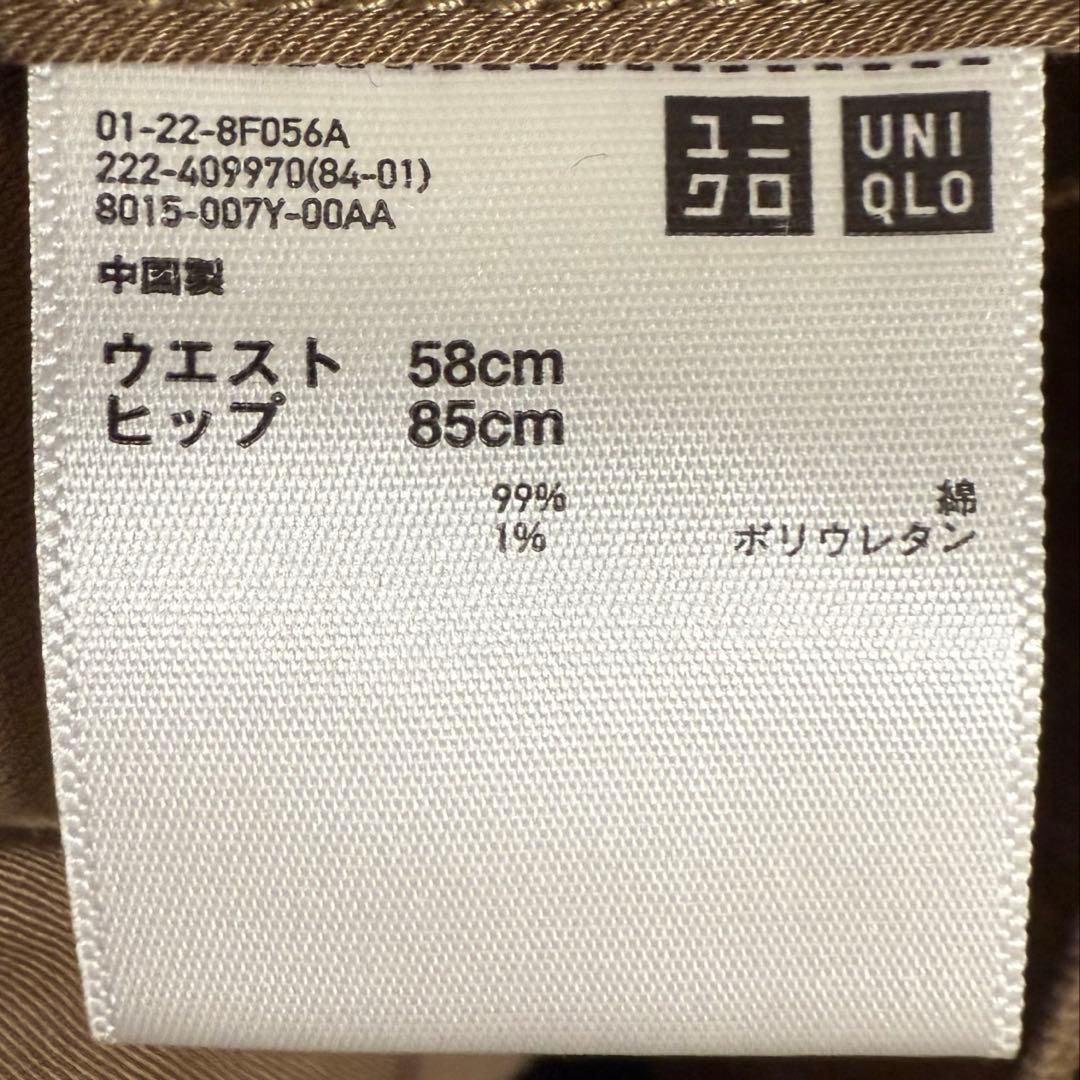 01-22-8F056A
222-409970(84-01)
8015-007Y-00AA
ユニ
クロ
UNI
QLO
中国製
ウエスト 58cm
ヒップ 85cm
99% 綿
1% ポリウレタン